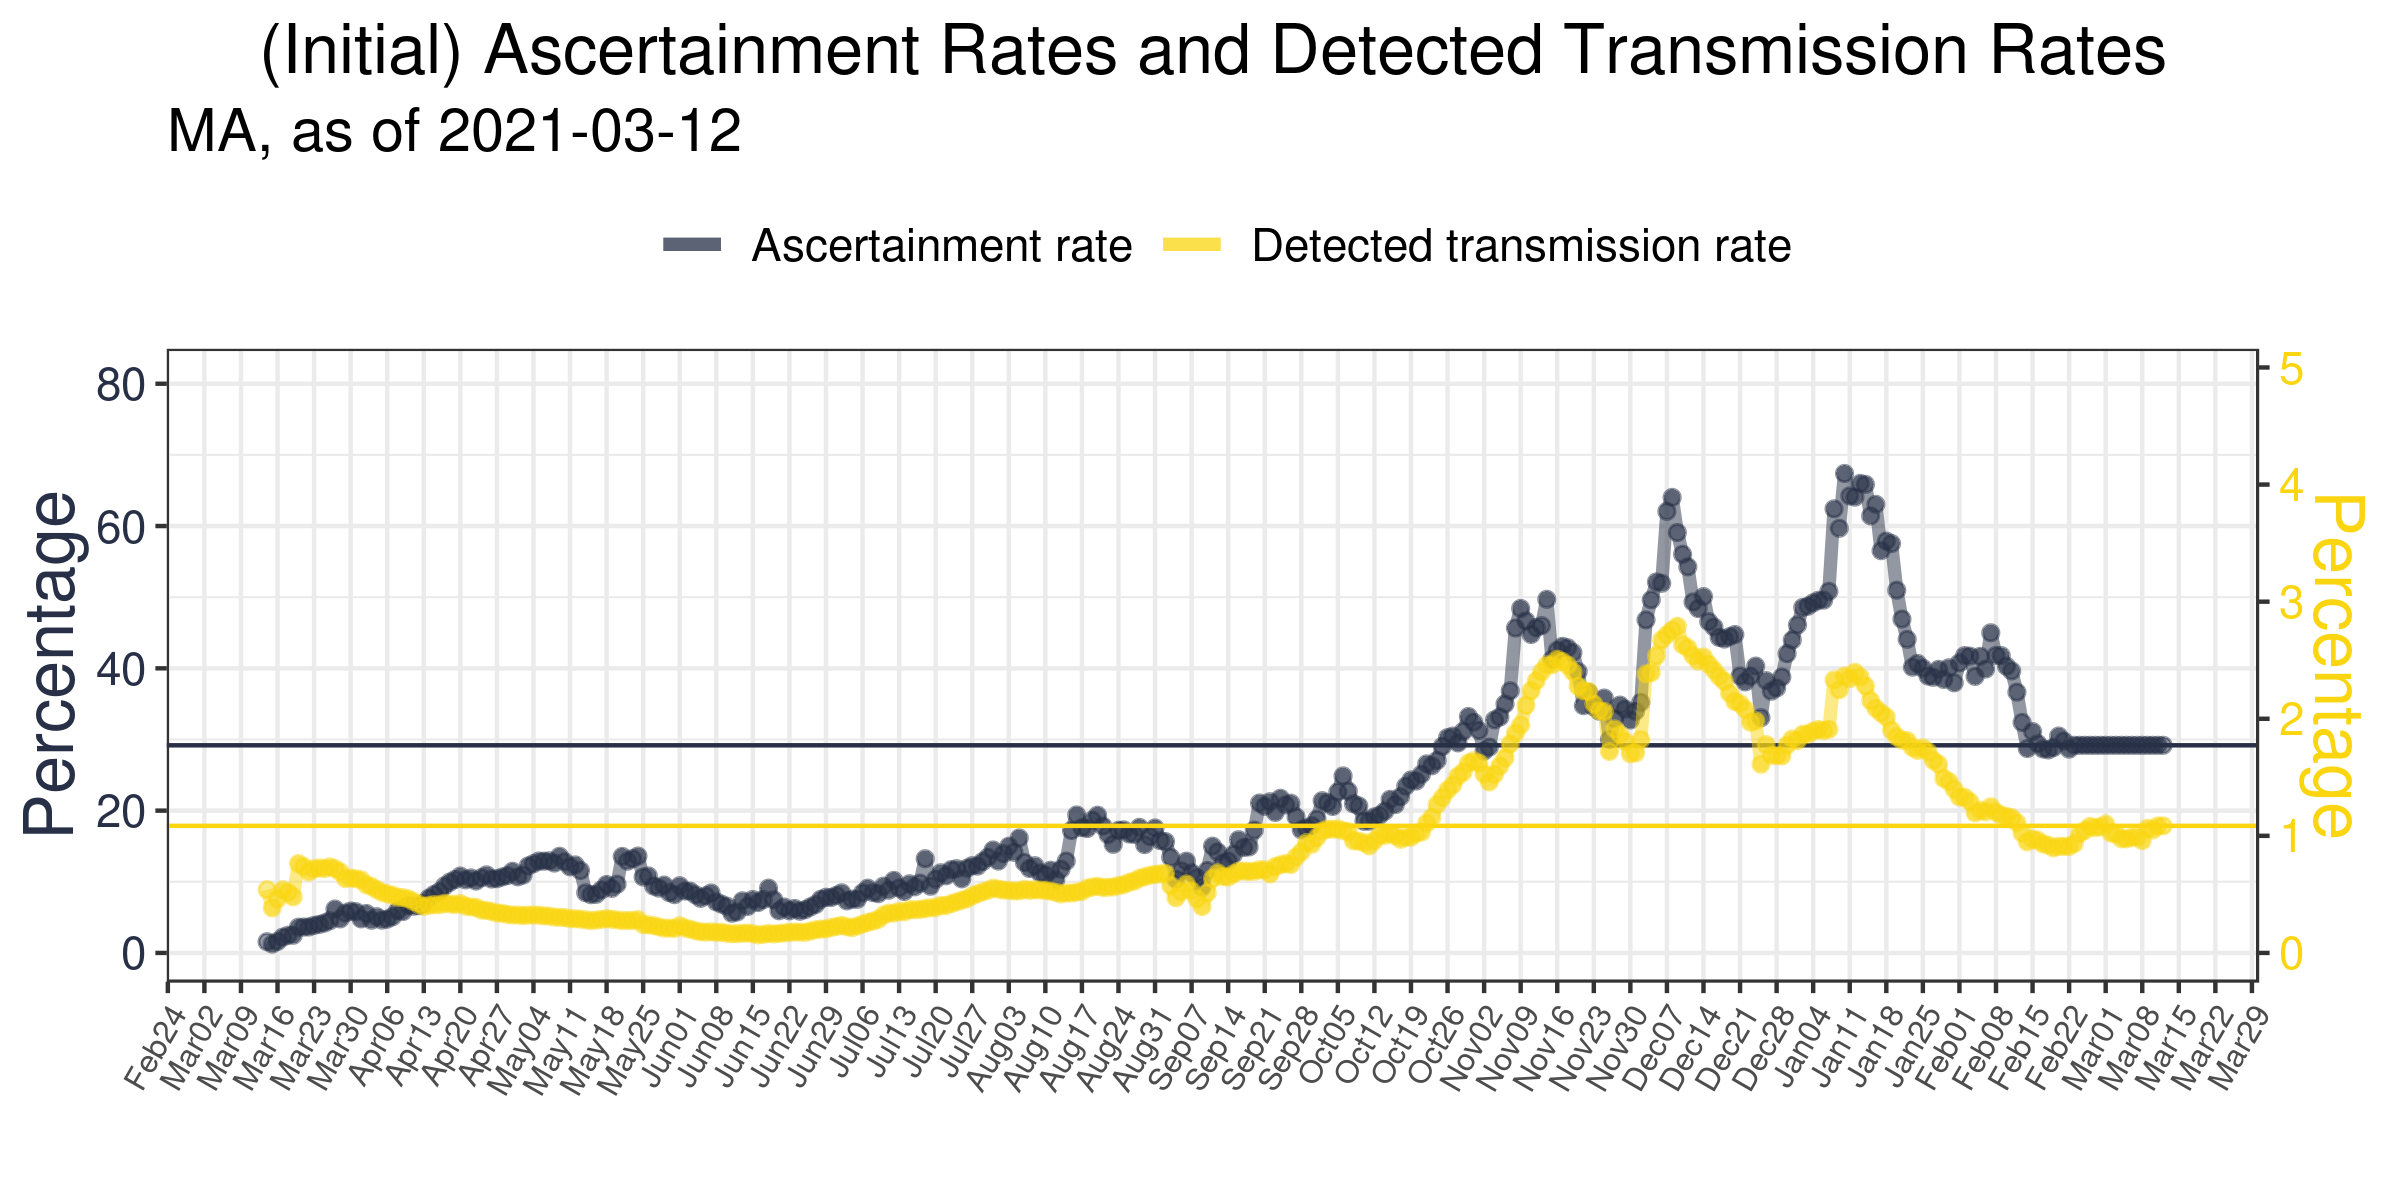 (Initial) Ascertainment Rates and Detected Transmission Rates
MA, as of 2021-03-12
Ascertainment rate
Detected transmission rate
Percentage
80
60
40
20
0
5
4
3
2
1
0
Percentage
Feb24
Mar02
Mar09
Mar16
Mar23
Mar30
Apr06
Apr13
Apr20
Apr27
May04
May11
May18
May25
Jun01
Jun08
Jun15
Jun22
Jun29
Jul06
Jul13
Jul20
Jul27
Aug03
Aug10
Aug17
Aug24
Aug31
Sep07
Sep14
Sep21
Sep28
Oct05
Oct12
Oct19
Oct26
Nov02
Nov09
Nov16
Nov23
Nov30
Dec07
Dec14
Dec21
Dec28
Jan04
Jan11
Jan18
Jan25
Feb01
Feb08
Feb15
Feb22
Mar01
Mar08
Mar15
Mar22
Mar29